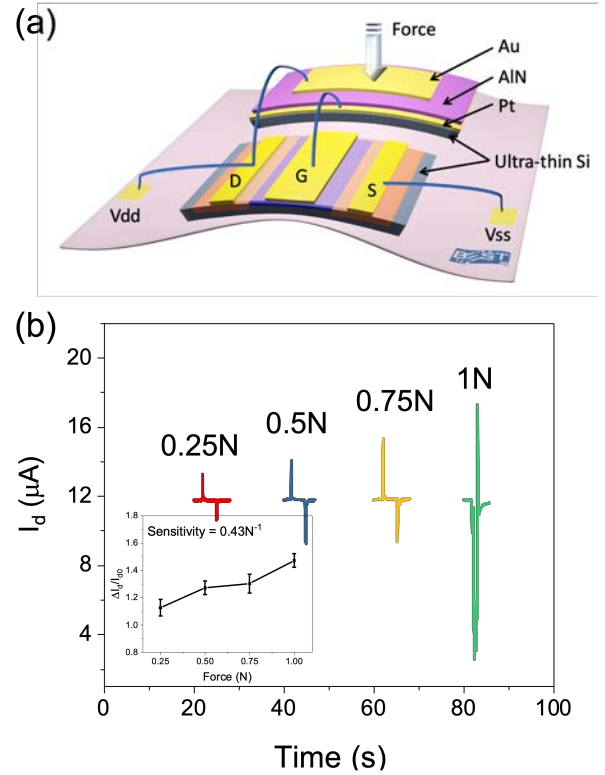 (a)
Force
Au
AlN
Pt
Ultra-thin Si
D
G
S
Vdd
Vss
BEST
(b)
20
16
12
8
4
I_d (μA)
0.25N
0.5N
0.75N
1N
Sensitivity = 0.43N⁻¹
1.8
1.6
1.4
1.2
1.0
0.8
ΔI_d/I_d0
0.25 0.50 0.75 1.00
Force (N)
0 20 40 60 80 100
Time (s)